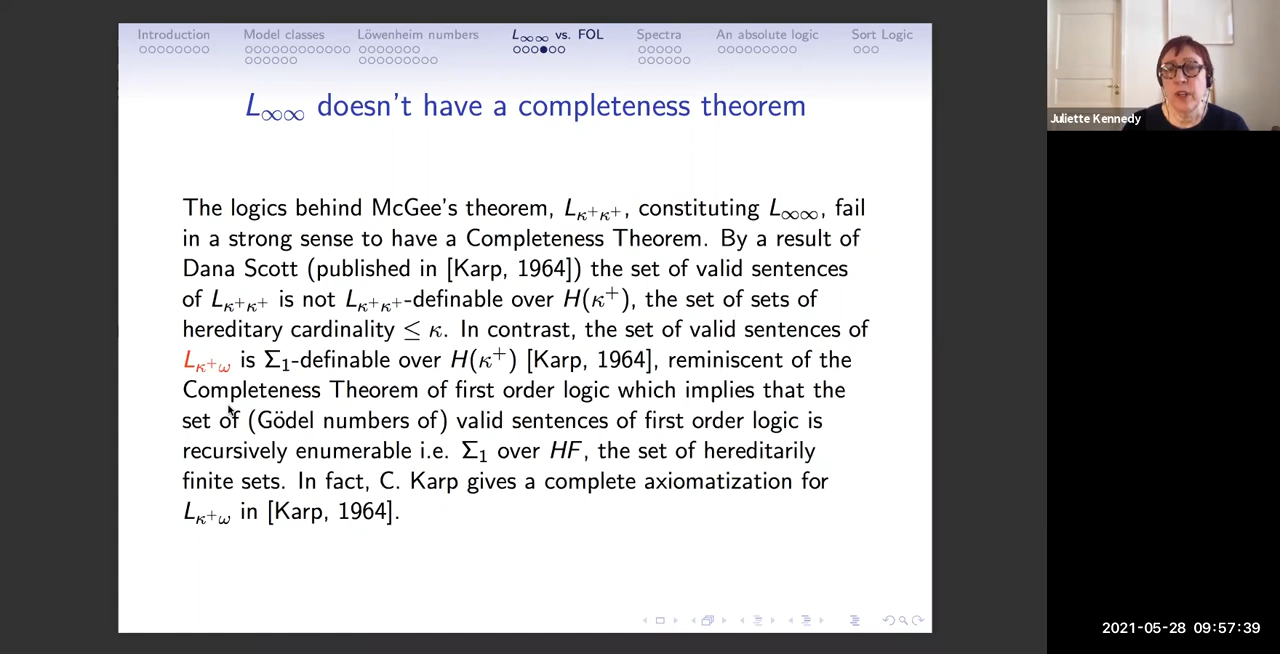 Introduction
Model classes
Löwenheim numbers
L∞∞ vs. FOL
Spectra
An absolute logic
Sort Logic
L∞∞ doesn't have a completeness theorem
The logics behind McGee's theorem, Lκ⁺κ⁺, constituting L∞∞, fail
in a strong sense to have a Completeness Theorem. By a result of
Dana Scott (published in [Karp, 1964]) the set of valid sentences
of Lκ⁺κ⁺ is not Lκ⁺κ⁺-definable over H(κ⁺), the set of sets of
hereditary cardinality ≤ κ. In contrast, the set of valid sentences of
Lκ⁺ω is Σ₁-definable over H(κ⁺) [Karp, 1964], reminiscent of the
Completeness Theorem of first order logic which implies that the
set of (Gödel numbers of) valid sentences of first order logic is
recursively enumerable i.e. Σ₁ over HF, the set of hereditarily
finite sets. In fact, C. Karp gives a complete axiomatization for
Lκ⁺ω in [Karp, 1964].
Juliette Kennedy
2021-05-28 09:57:39